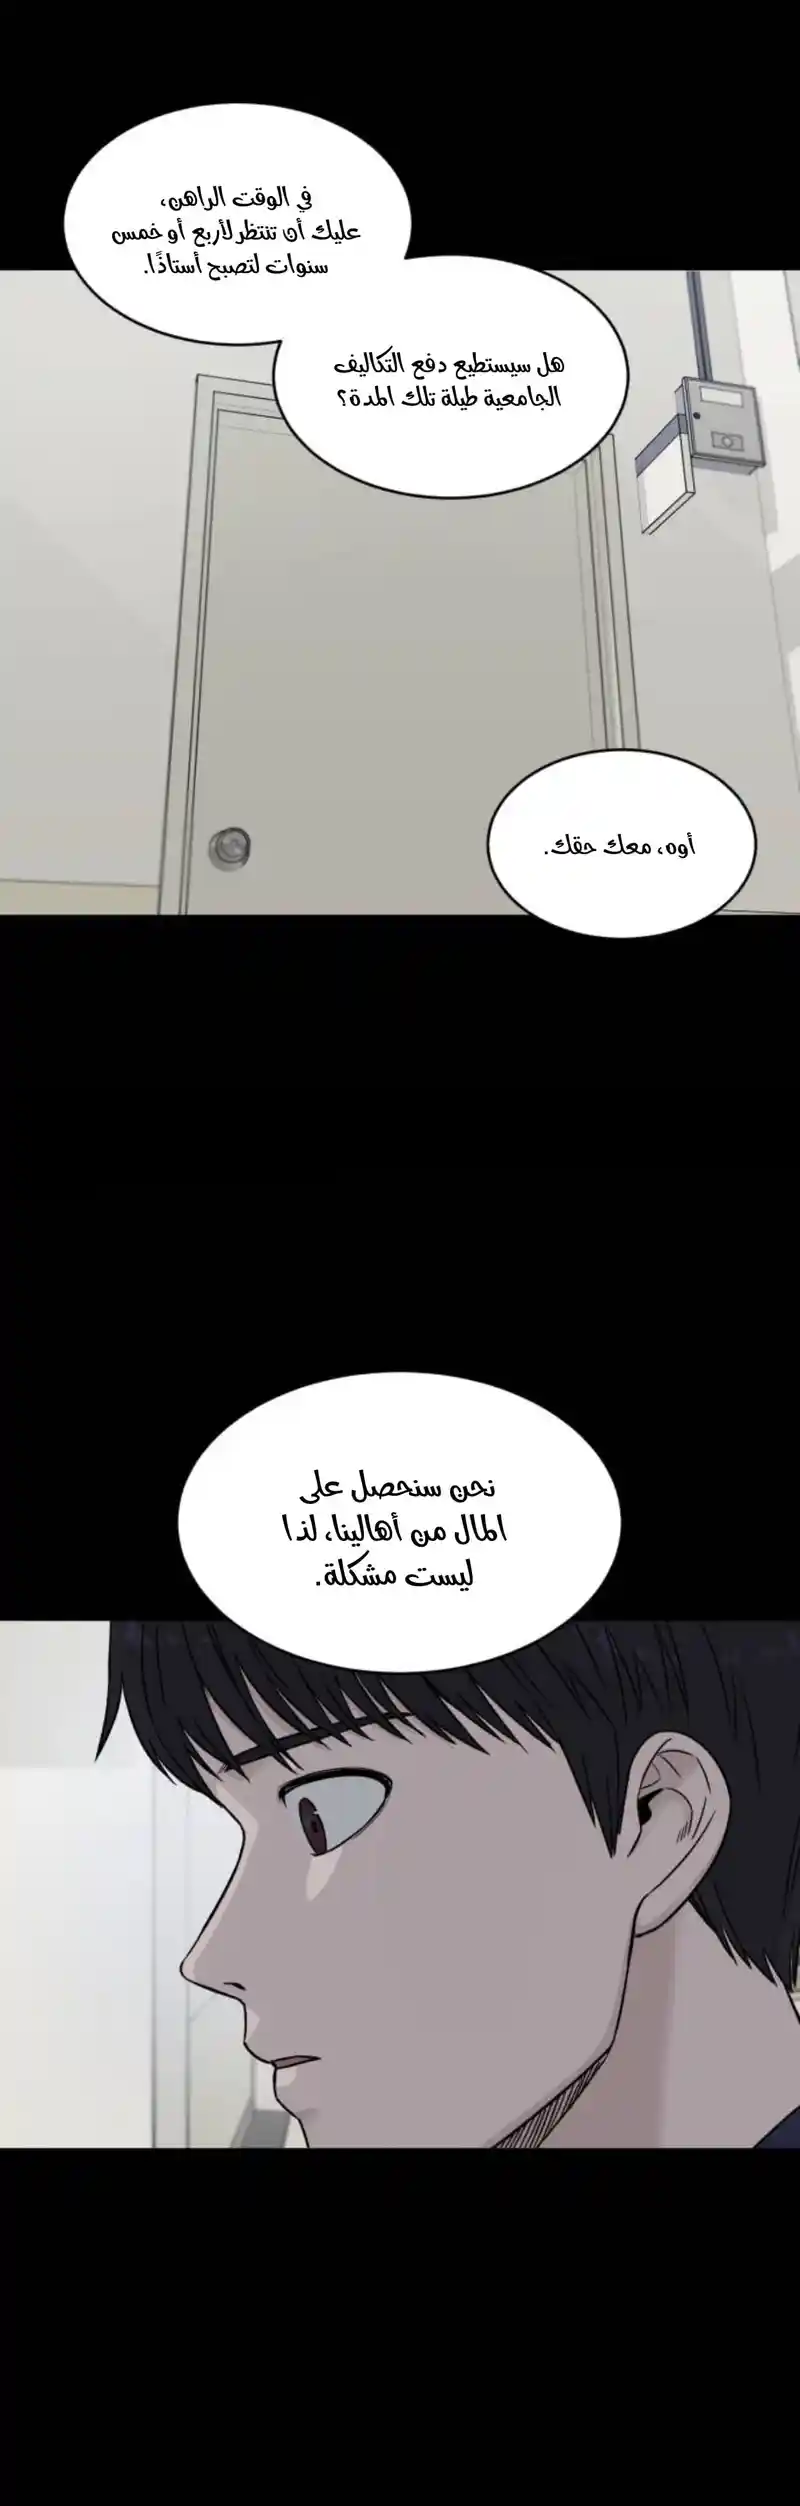 في الوقت الراهن،
عليك أن تنتظر لأربع أو خمس
سنوات لتصبح أستاذًا.
هل سيستطيع دفع التكاليف
الجامعية طيلة تلك المدة؟
أوه، معك حقك.
نحن سنحصل على
المال من أهالينا، لذا
ليست مشكلة.